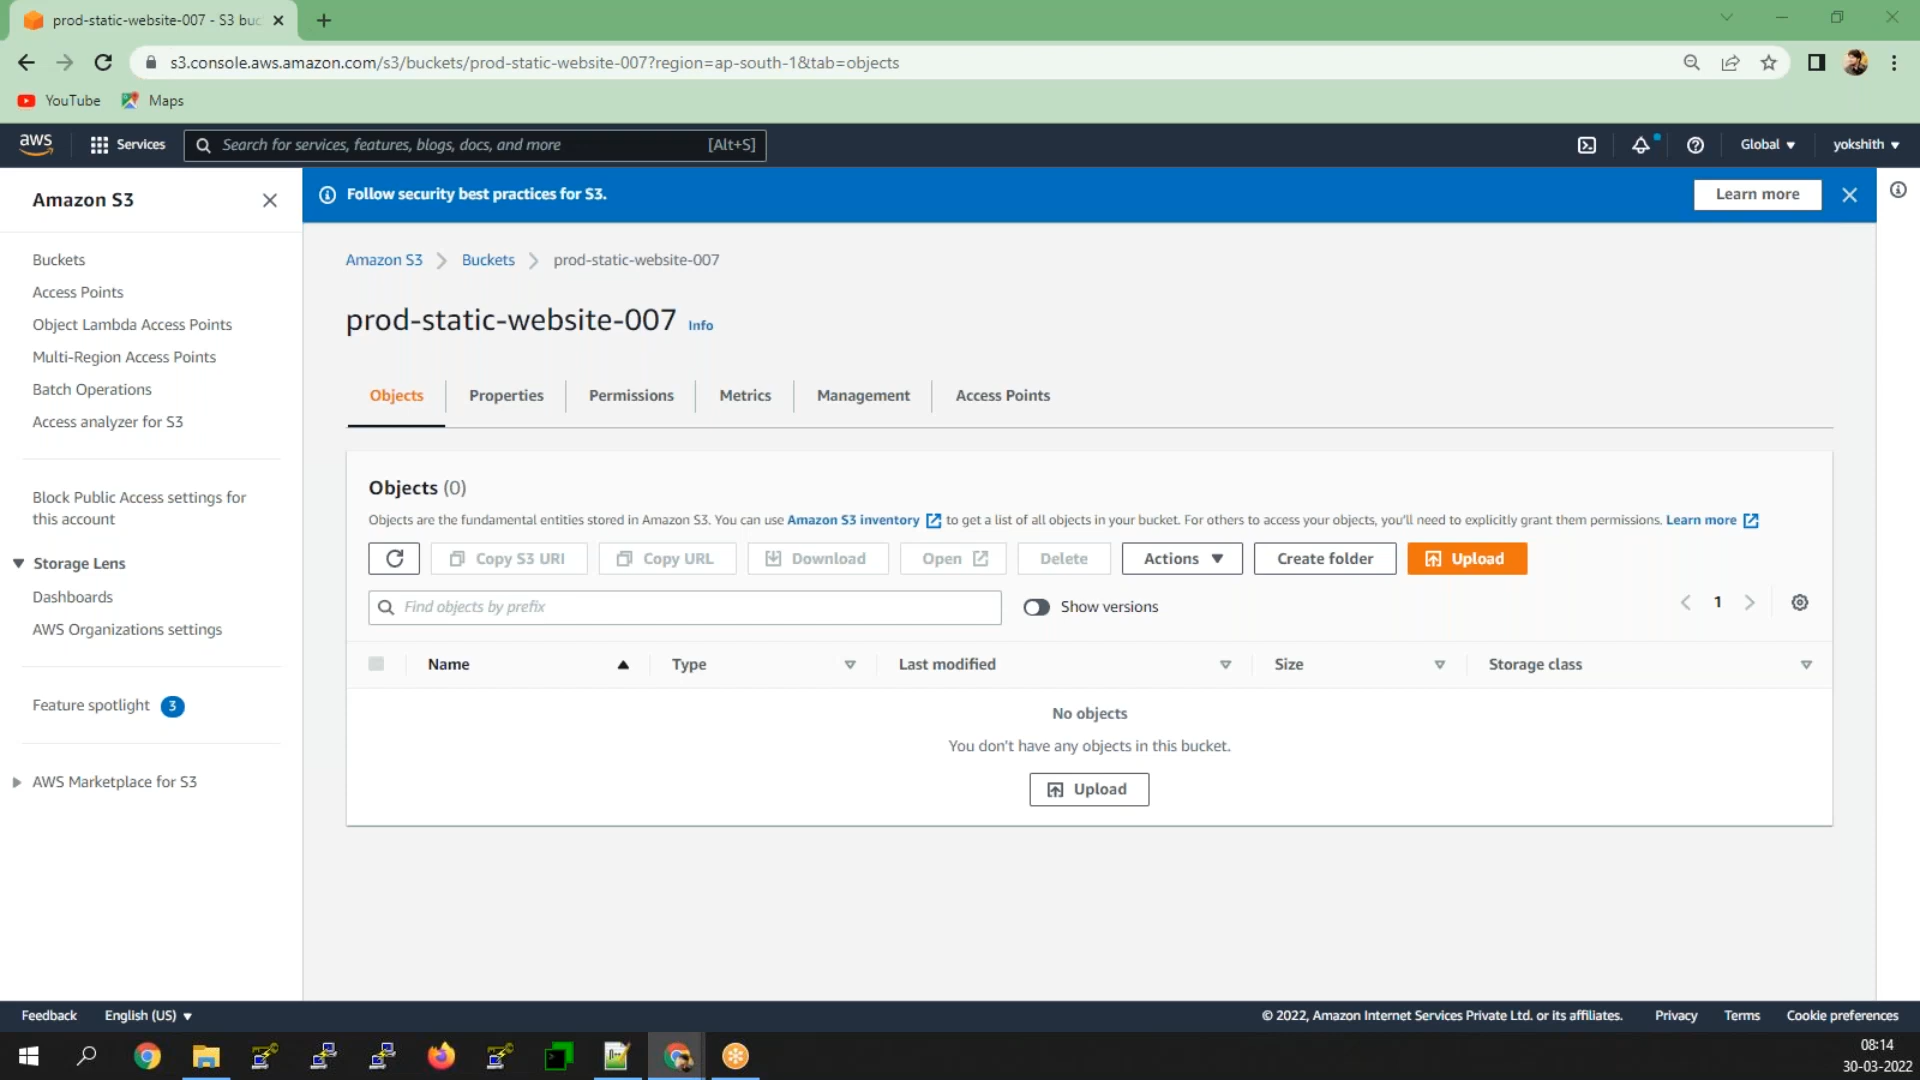 prod-static-website-007 - S3 buc
s3.console.aws.amazon.com/s3/buckets/prod-static-website-007?region=ap-south-1&tab=objects
YouTube
Maps
aws
Services
Search for services, features, blogs, docs, and more
[Alt+S]
Global
yokshith
Amazon S3
Follow security best practices for S3.
Learn more
Buckets
Access Points
Object Lambda Access Points
Multi-Region Access Points
Batch Operations
Access analyzer for S3
Block Public Access settings for
this account
Storage Lens
Dashboards
AWS Organizations settings
Feature spotlight 3
AWS Marketplace for S3
Amazon S3
Buckets
prod-static-website-007
prod-static-website-007 Info
Objects
Properties
Permissions
Metrics
Management
Access Points
Objects (0)
Objects are the fundamental entities stored in Amazon S3. You can use Amazon S3 inventory to get a list of all objects in your bucket. For others to access your objects, you'll need to explicitly grant them permissions. Learn more
Copy S3 URI
Copy URL
Download
Open
Delete
Actions
Create folder
Upload
Find objects by prefix
Show versions
1
Name
Type
Last modified
Size
Storage class
No objects
You don't have any objects in this bucket.
Upload
Feedback
English (US)
© 2022, Amazon Internet Services Private Ltd. or its affiliates.
Privacy
Terms
Cookie preferences
08:14
30-03-2022